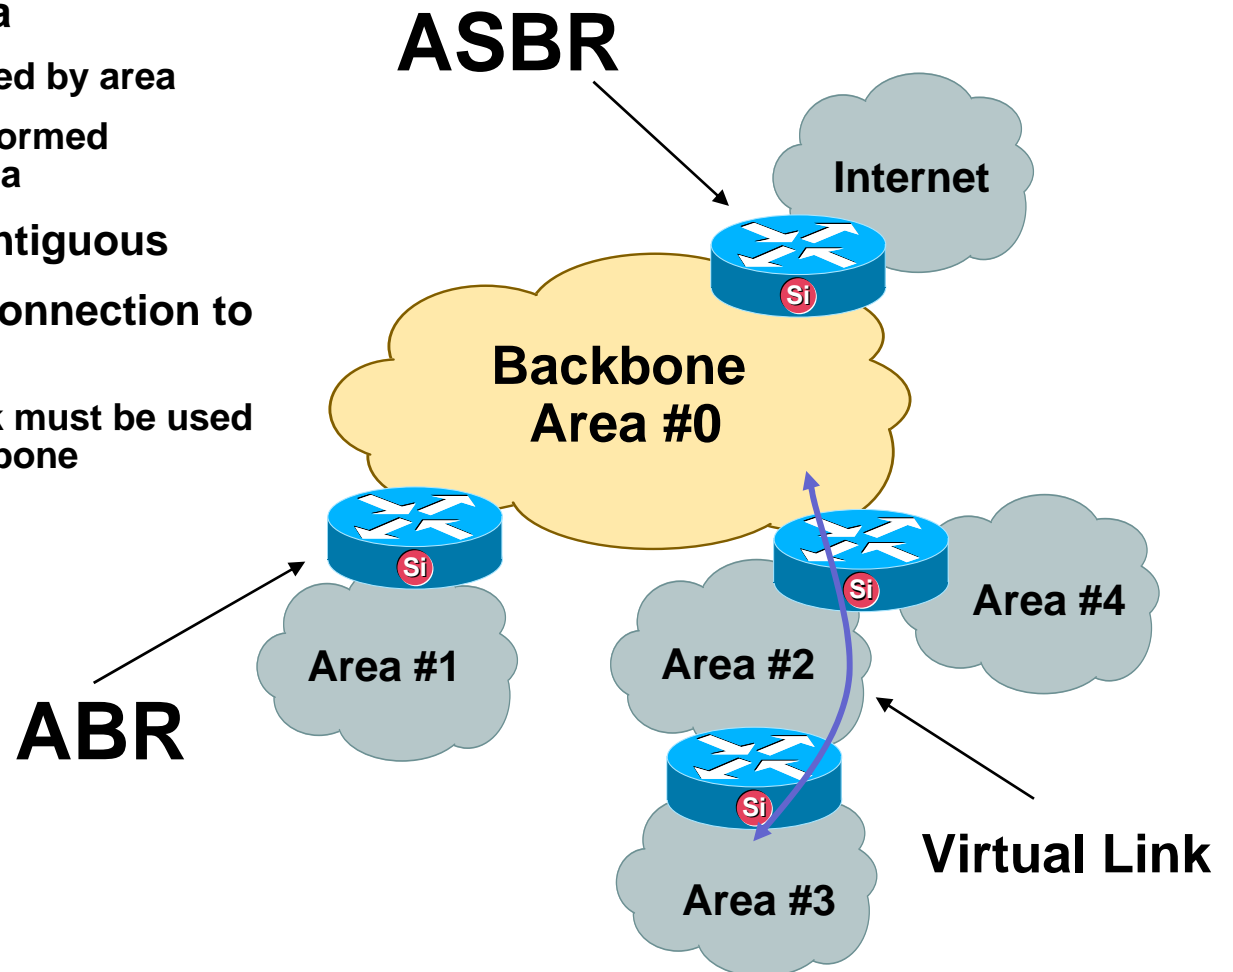 a
ed by area
ormed
a
ntiguous
onnection to
k must be used
bone
ASBR
Internet
Si
Backbone
Area #0
Si
Si
Area #4
Area #1
Area #2
ABR
Si
Virtual Link
Area #3